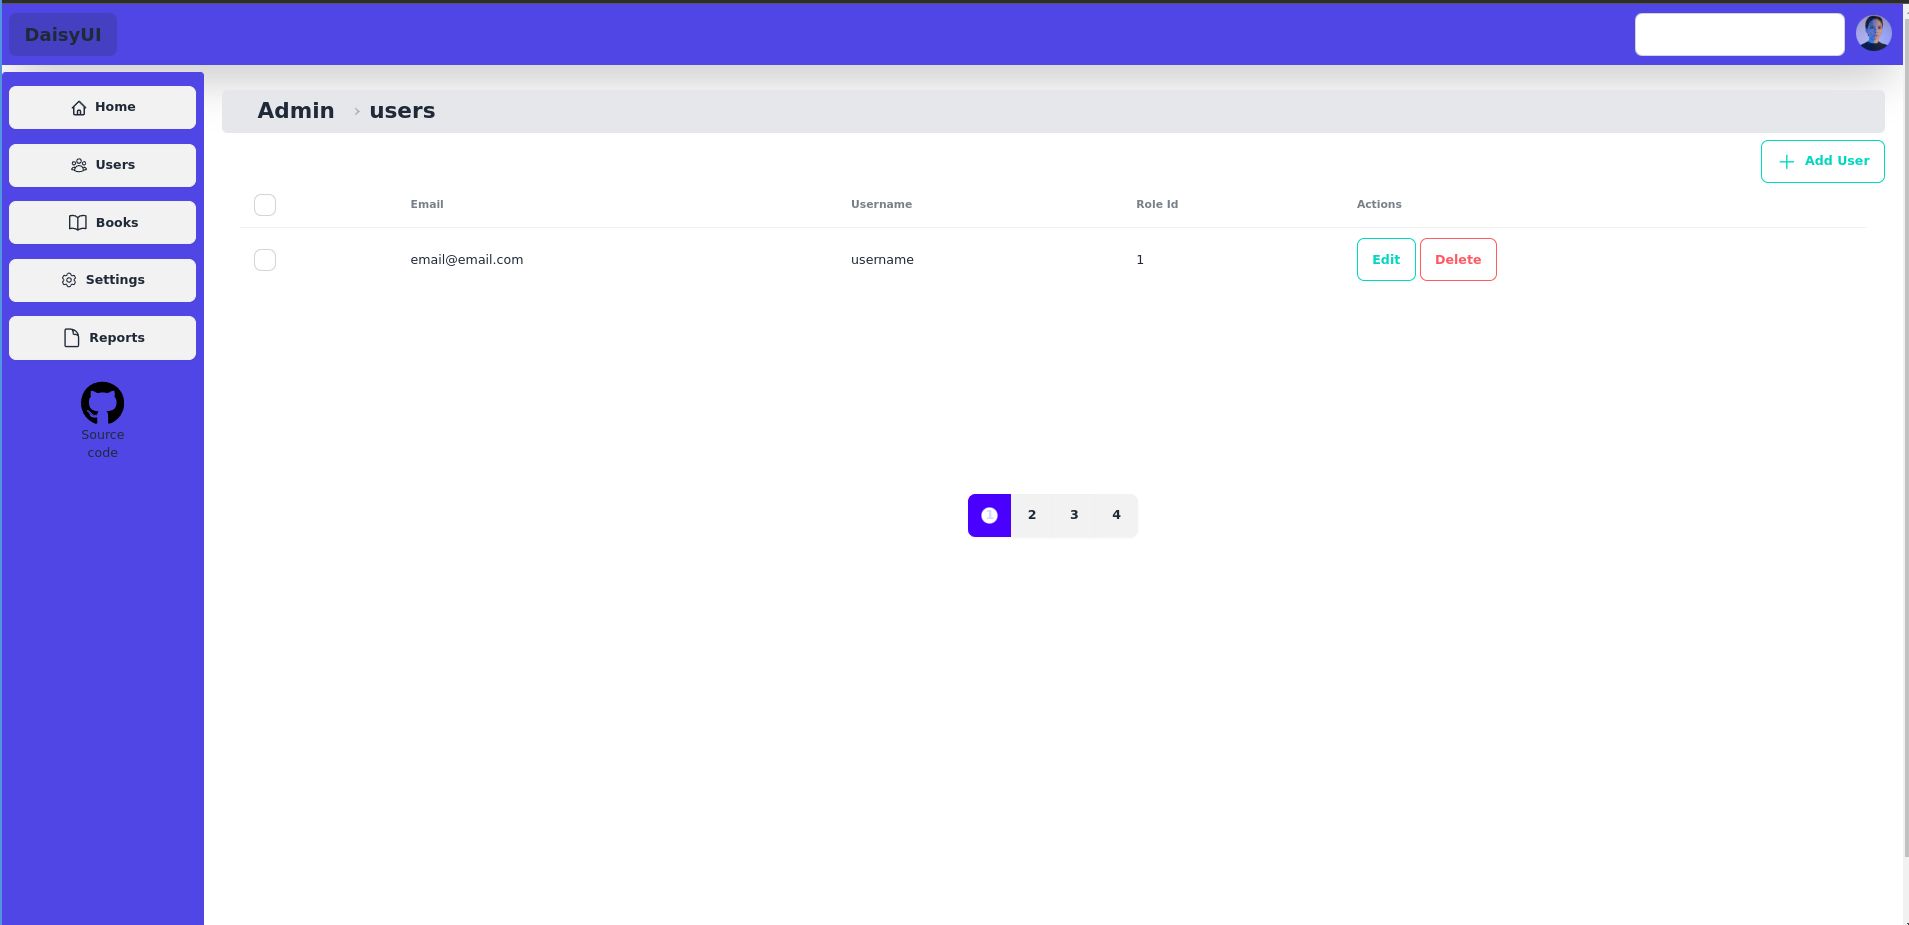 DaisyUI
Home
Users
Books
Settings
Reports
Source
code
Admin › users
Add User
Email Username Role Id Actions
email@email.com username 1 Edit Delete
1 2 3 4